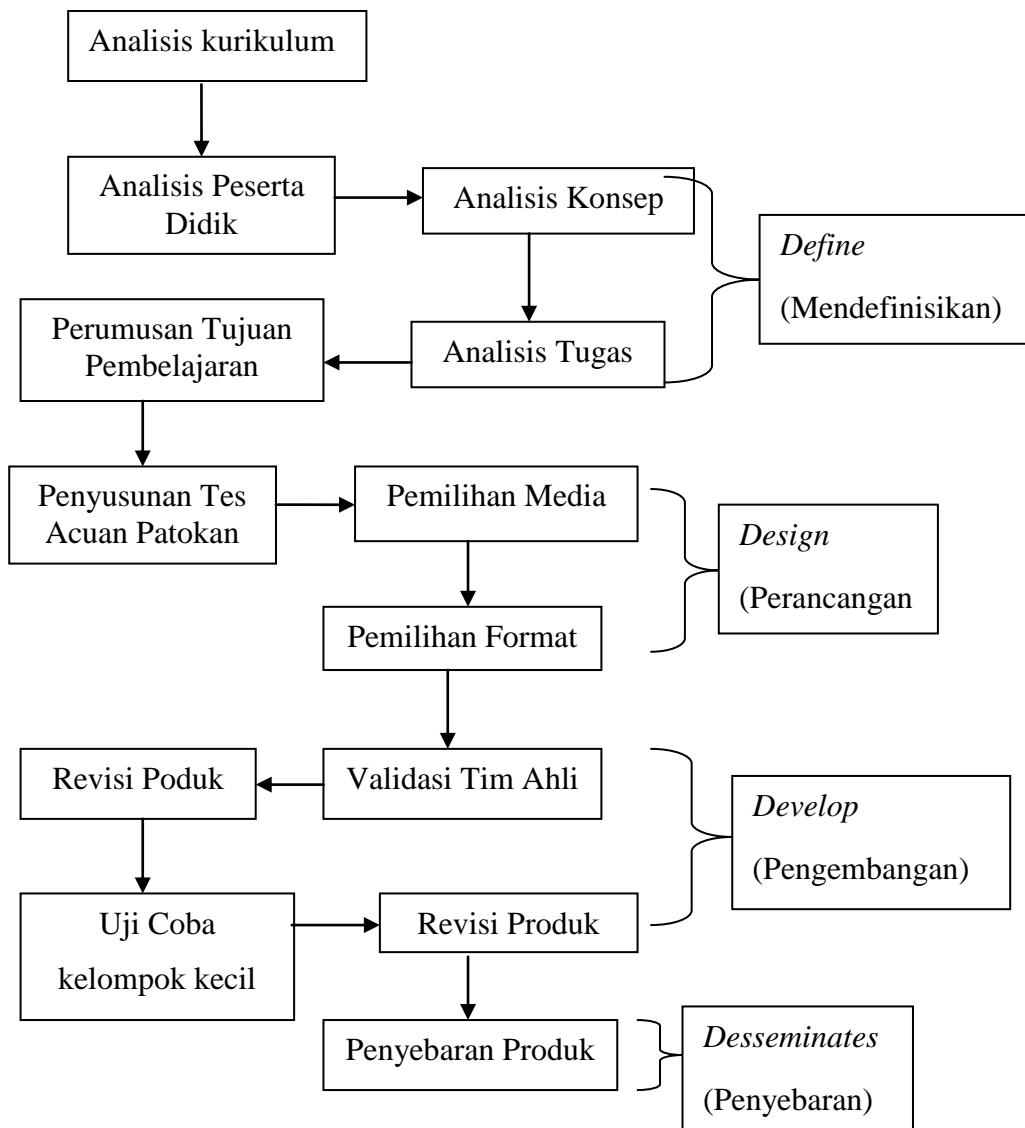 Analisis kurikulum
Analisis Peserta
Didik
Analisis Konsep
Define
(Mendefinisikan)
Perumusan Tujuan
Pembelajaran
Analisis Tugas
Penyusunan Tes
Acuan Patokan
Pemilihan Media
Design
(Perancangan
Pemilihan Format
Revisi Poduk
Validasi Tim Ahli
Develop
(Pengembangan)
Uji Coba
kelompok kecil
Revisi Produk
Penyebaran Produk
Desseminates
(Penyebaran)